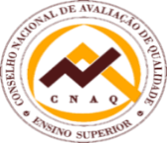 CONSELHO NACIONAL DE AVALIAÇÃO DE QUALIDADE
CNAQ
ENSINO SUPERIOR